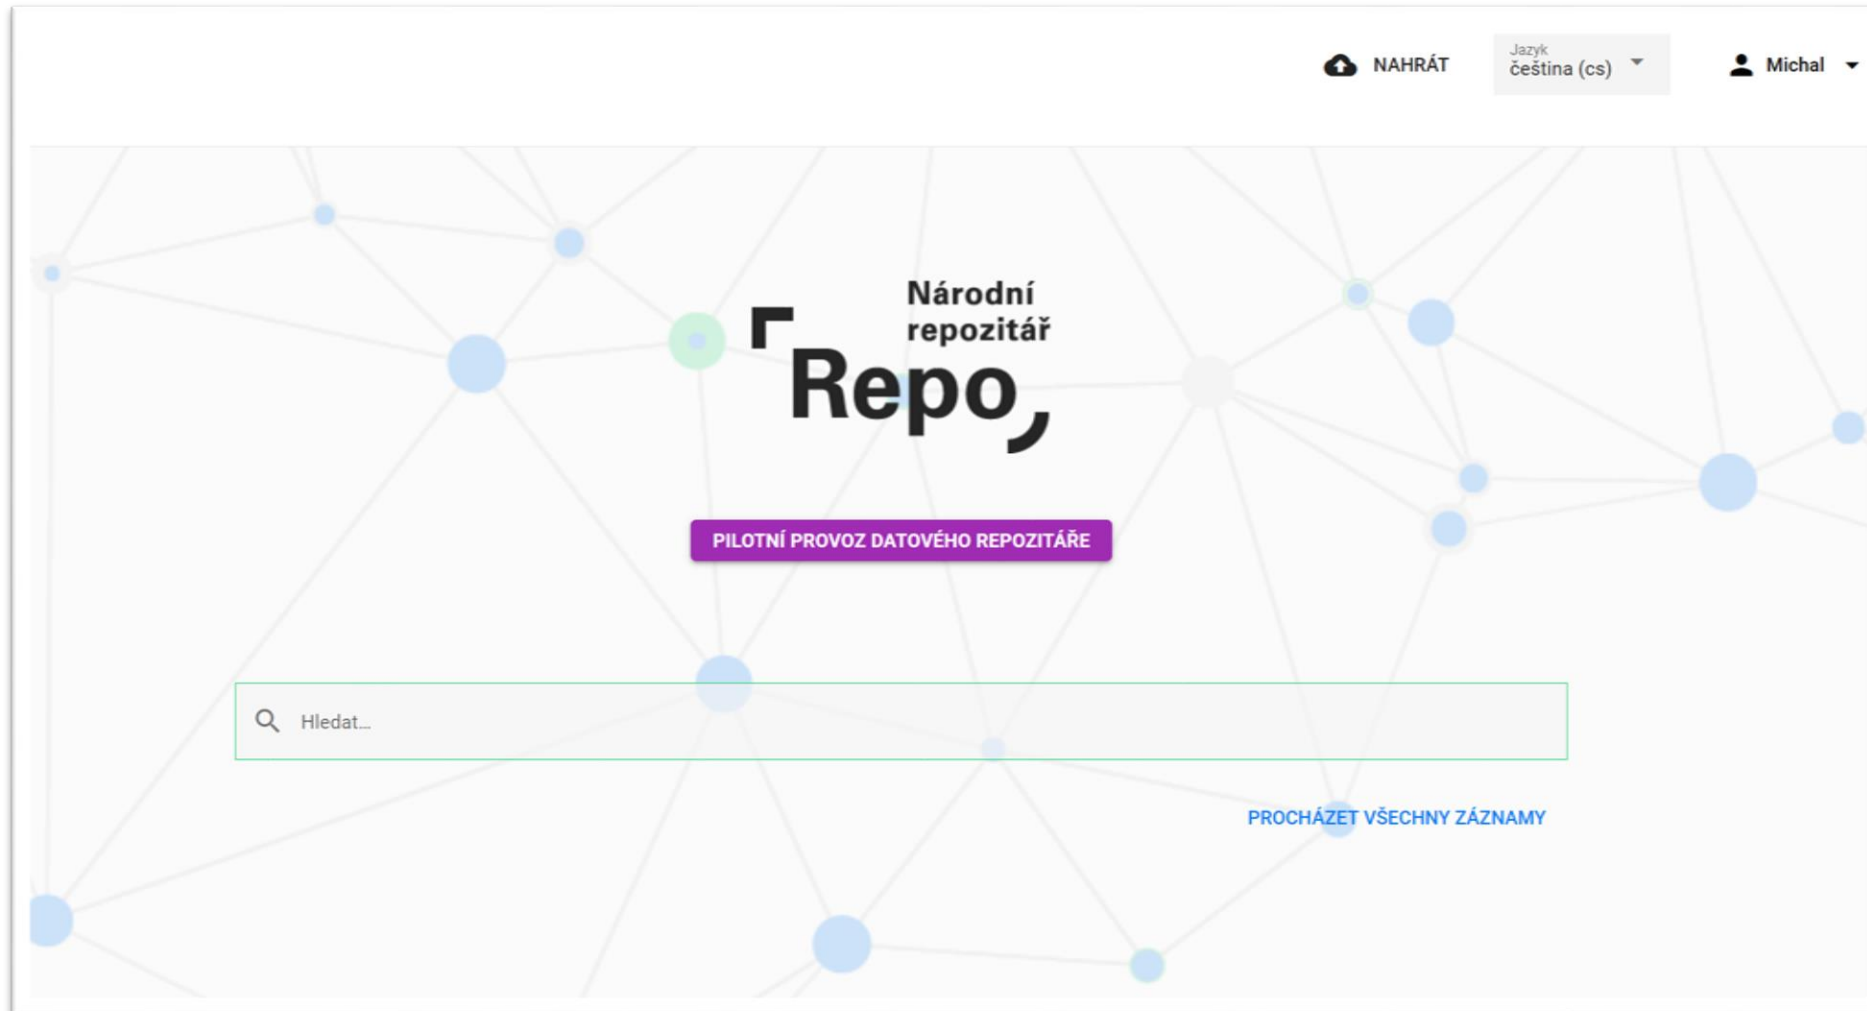 NAHRÁT
Jazyk
čeština (cs)
Michal
Národní
repozitář
Repo
PILOTNÍ PROVOZ DATOVÉHO REPOZITÁŘE
Hledat...
PROCHÁZET VŠECHNY ZÁZNAMY